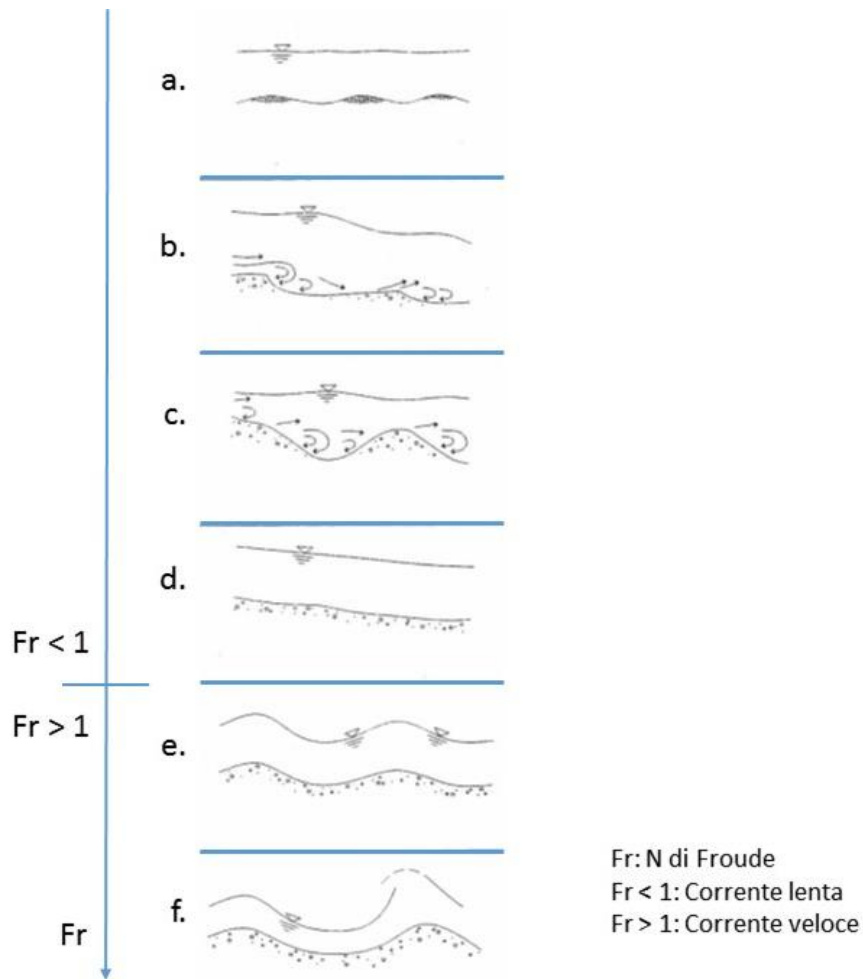 a.
b.
c.
d.
Fr < 1
Fr > 1
e.
f.
Fr
Fr: N di Froude
Fr < 1: Corrente lenta
Fr > 1: Corrente veloce